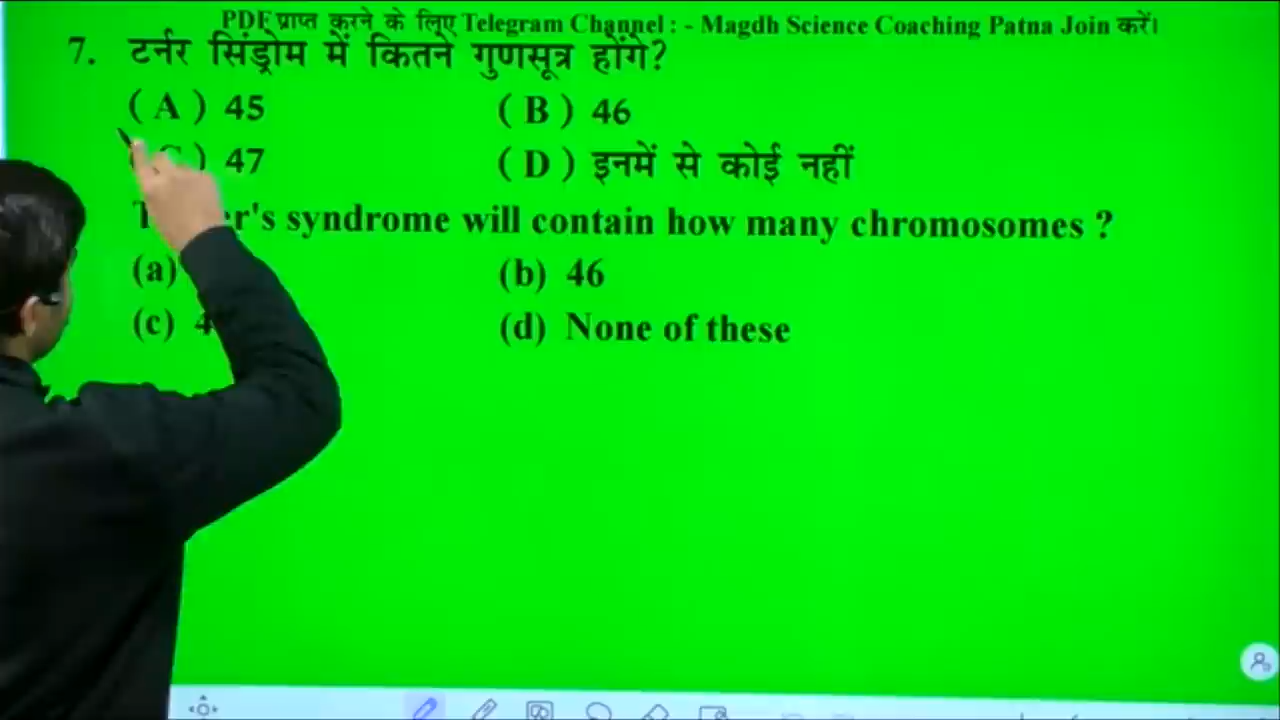 PDF प्राप्त करने के लिए Telegram Channel : - Magdh Science Coaching Patna Join करें।
7. टर्नर सिंड्रोम में कितने गुणसूत्र होंगे?
( A ) 45 ( B ) 46
) 47 ( D ) इनमें से कोई नहीं
syndrome will contain how many chromosomes ?
(a) (b) 46
(c) (d) None of these